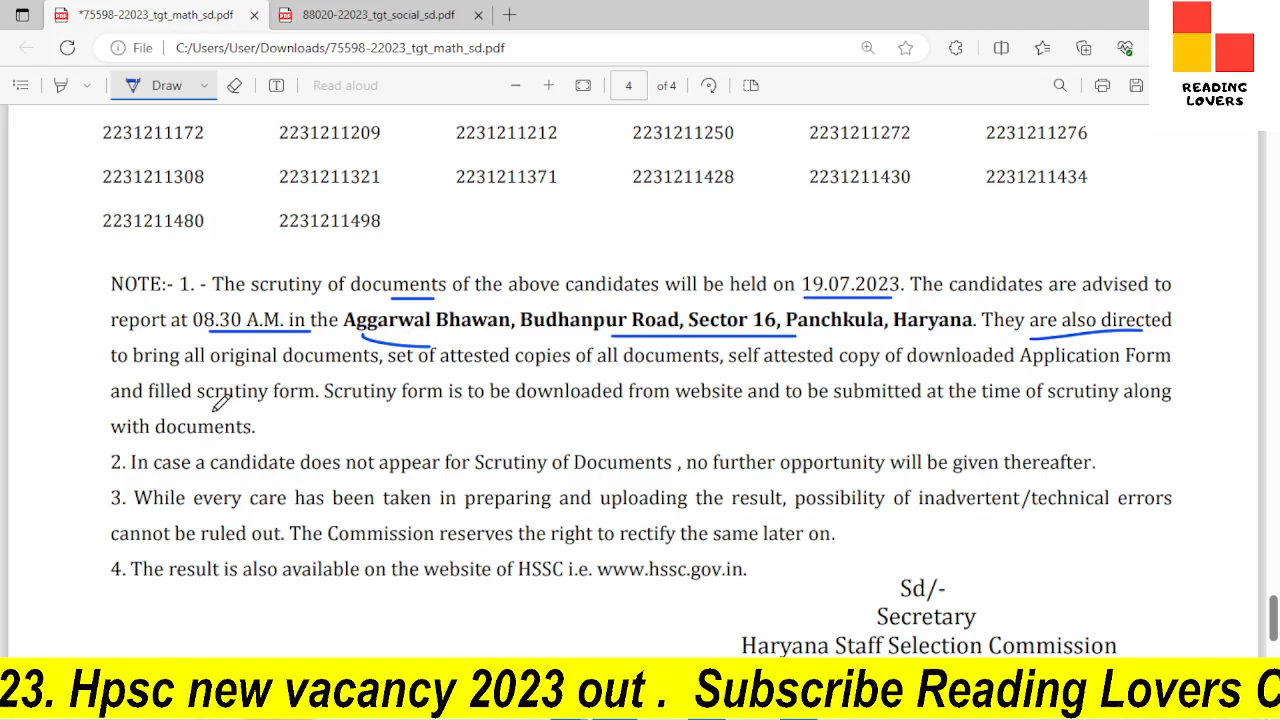 *75598-22023_tgt_math_sd.pdf
88020-22023_tgt_social_sd.pdf
File C:/Users/User/Downloads/75598-22023_tgt_math_sd.pdf
Draw
Read aloud
4 of 4
READING
LOVERS
2231211172 2231211209 2231211212 2231211250 2231211272 2231211276
2231211308 2231211321 2231211371 2231211428 2231211430 2231211434
2231211480 2231211498
NOTE:- 1. - The scrutiny of documents of the above candidates will be held on 19.07.2023. The candidates are advised to
report at 08.30 A.M. in the Aggarwal Bhawan, Budhanpur Road, Sector 16, Panchkula, Haryana. They are also directed
to bring all original documents, set of attested copies of all documents, self attested copy of downloaded Application Form
and filled scrutiny form. Scrutiny form is to be downloaded from website and to be submitted at the time of scrutiny along
with documents.
2. In case a candidate does not appear for Scrutiny of Documents , no further opportunity will be given thereafter.
3. While every care has been taken in preparing and uploading the result, possibility of inadvertent/technical errors
cannot be ruled out. The Commission reserves the right to rectify the same later on.
4. The result is also available on the website of HSSC i.e. www.hssc.gov.in.
Sd/-
Secretary
Haryana Staff Selection Commission
23. Hpsc new vacancy 2023 out . Subscribe Reading Lovers C